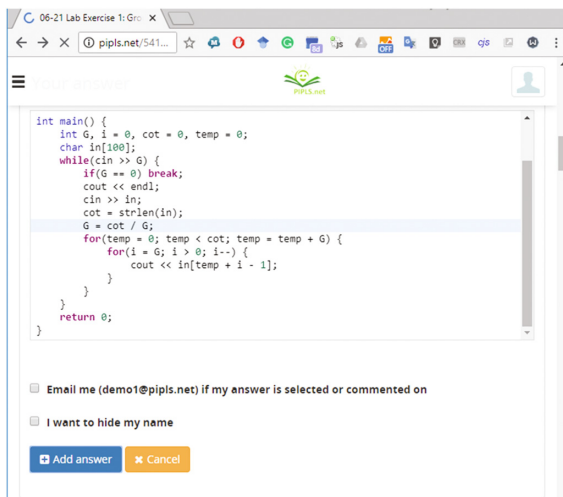 06-21 Lab Exercise 1: Gro
pipls.net/541...
Your answer
PiPLS.net
int main() {
int G, i = 0, cot = 0, temp = 0;
char in[100];
while(cin >> G) {
if(G == 0) break;
cout << endl;
cin >> in;
cot = strlen(in);
G = cot / G;
for(temp = 0; temp < cot; temp = temp + G) {
for(i = G; i > 0; i--) {
cout << in[temp + i - 1];
}
}
}
return 0;
}
Email me (demo1@pipls.net) if my answer is selected or commented on
I want to hide my name
Add answer
Cancel